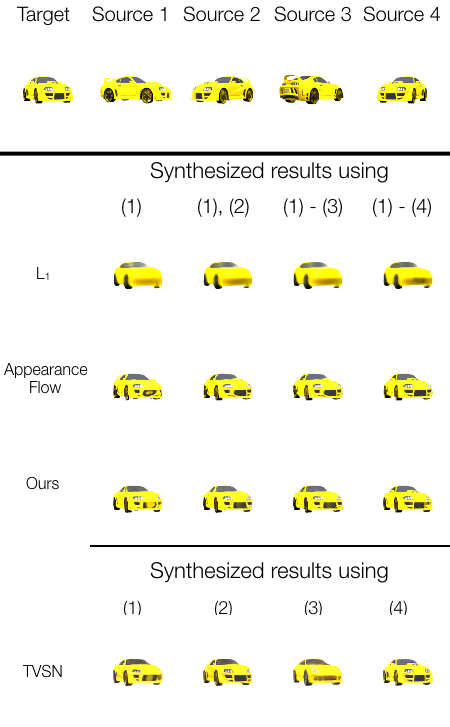 Target Source 1 Source 2 Source 3 Source 4
Synthesized results using
(1) (1), (2) (1) - (3) (1) - (4)
L₁
Appearance
Flow
Ours
Synthesized results using
(1) (2) (3) (4)
TVSN